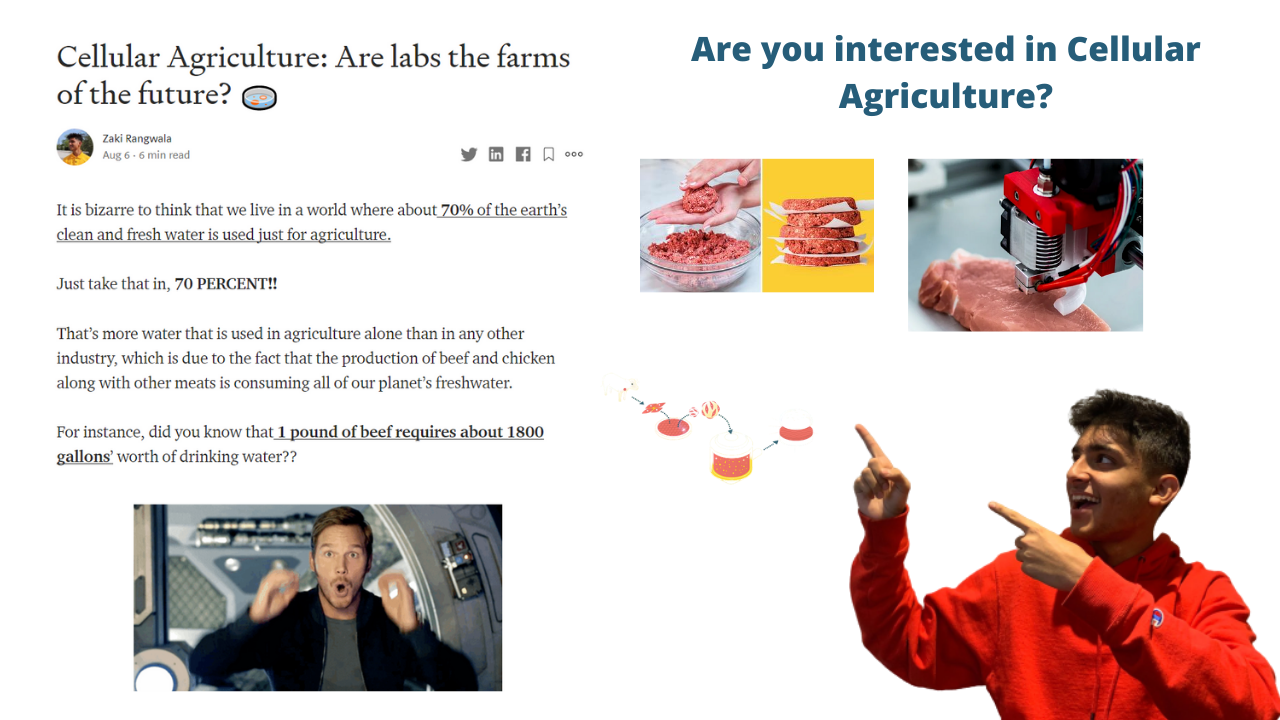 Cellular Agriculture: Are labs the farms
of the future?
Zaki Rangwala
Aug 6 · 6 min read
It is bizarre to think that we live in a world where about 70% of the earth’s
clean and fresh water is used just for agriculture.
Just take that in, 70 PERCENT!!
That’s more water that is used in agriculture alone than in any other
industry, which is due to the fact that the production of beef and chicken
along with other meats is consuming all of our planet’s freshwater.
For instance, did you know that 1 pound of beef requires about 1800
gallons’ worth of drinking water??
Are you interested in Cellular
Agriculture?